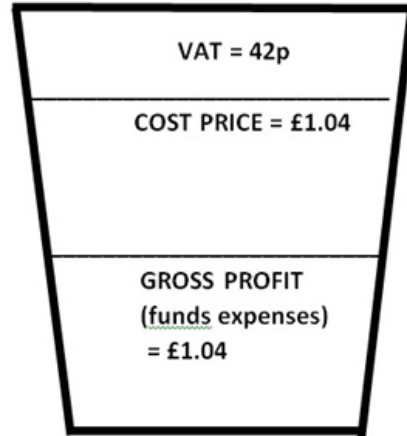 VAT = 42p
COST PRICE = £1.04
GROSS PROFIT
(funds expenses)
= £1.04